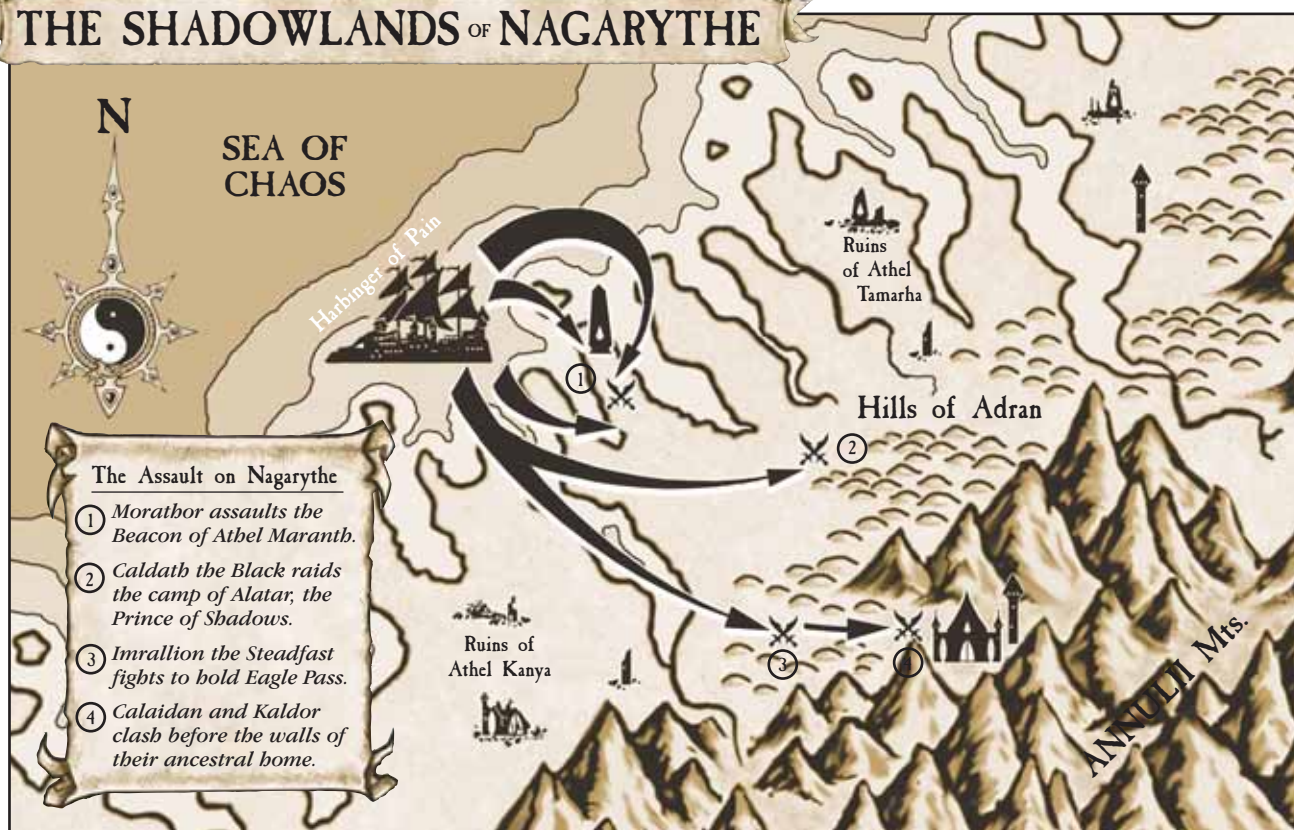 THE SHADOWLANDS OF NAGARYTHE
N
SEA OF
CHAOS
Harbinger of Pain
Ruins
of Athel
Tamarha
1
Hills of Adran
2
The Assault on Nagarythe
1 Morathor assaults the
Beacon of Athel Maranth.
2 Caldath the Black raids
the camp of Alatar, the
Prince of Shadows.
3 Imrallion the Steadfast
fights to hold Eagle Pass.
4 Calaidan and Kaldor
clash before the walls of
their ancestral home.
Ruins of
Athel Kanya
3
4
ANNULII Mts.